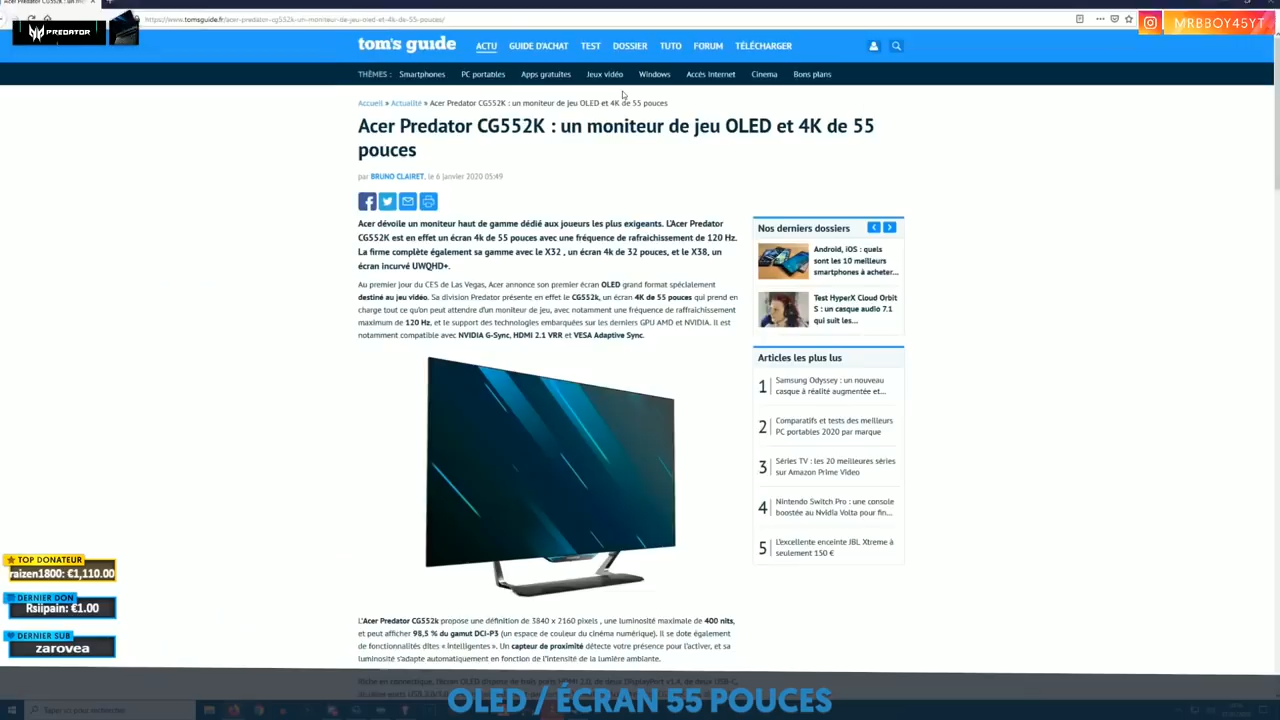 Acer Predator CG552K : un m
https://www.tomsguide.fr/acer-predator-cg552k-un-moniteur-de-jeu-oled-et-4k-de-55-pouces/
PREDATOR
MRBBOY45YT
tom's guide
ACTU GUIDE D'ACHAT TEST DOSSIER TUTO FORUM TÉLÉCHARGER
THÈMES : Smartphones PC portables Apps gratuites Jeux vidéo Windows Accès Internet Cinema Bons plans
Accueil » Actualité » Acer Predator CG552K : un moniteur de jeu OLED et 4K de 55 pouces
Acer Predator CG552K : un moniteur de jeu OLED et 4K de 55
pouces
par BRUNO CLAIRET, le 6 janvier 2020 05:49
Acer dévoile un moniteur haut de gamme dédié aux joueurs les plus exigeants. L'Acer Predator
CG552K est en effet un écran 4k de 55 pouces avec une fréquence de rafraichissement de 120 Hz.
La firme complète également sa gamme avec le X32 , un écran 4k de 32 pouces, et le X38, un
écran incurvé UWQHD+.
Au premier jour du CES de Las Vegas, Acer annonce son premier écran OLED grand format spécialement
destiné au jeu vidéo. Sa division Predator présente en effet le CG552k, un écran 4K de 55 pouces qui prend en
charge tout ce qu'on peut attendre d'un moniteur de jeu, avec notamment une fréquence de raffraichissement
maximum de 120 Hz, et le support des technologies embarquées sur les derniers GPU AMD et NVIDIA. Il est
notamment compatible avec NVIDIA G-Sync, HDMI 2.1 VRR et VESA Adaptive Sync.
Nos derniers dossiers
Android, iOS : quels
sont les 10 meilleurs
smartphones à acheter...
Test HyperX Cloud Orbit
S : un casque audio 7.1
qui suit les...
Articles les plus lus
1 Samsung Odyssey : un nouveau
casque à réalité augmentée et...
2 Comparatifs et tests des meilleurs
PC portables 2020 par marque
3 Séries TV : les 20 meilleures séries
sur Amazon Prime Video
4 Nintendo Switch Pro : une console
boostée au Nvidia Volta pour fin...
5 L'excellente enceinte JBL Xtreme à
seulement 150 €
L'Acer Predator CG552k propose une définition de 3840 x 2160 pixels , une luminosité maximale de 400 nits,
et peut afficher 98,5 % du gamut DCI-P3 (un espace de couleur du cinéma numérique). Il se dote également
de fonctionnalités dites « intelligentes ». Un capteur de proximité détecte votre présence pour l'activer, et sa
luminosité s'adapte automatiquement en fonction de l'intensité de la lumière ambiante.
TOP DONATEUR
raizen1800: €1,110.00
DERNIER DON
Rsiipain: €1.00
DERNIER SUB
zarovea
OLED / ÉCRAN 55 POUCES
Taper ici pour rechercher